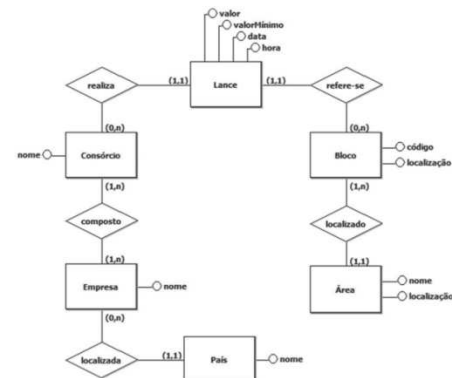 valor
valorMínimo
data
hora
realiza
(1,1)
Lance
(1,1)
refere-se
(0,n)
(0,n)
nome
Consórcio
Bloco
código
localização
(1,n)
(1,n)
composto
localizado
(1,n)
(1,1)
Empresa
nome
Área
nome
localização
(0,n)
localizada
(1,1)
País
nome